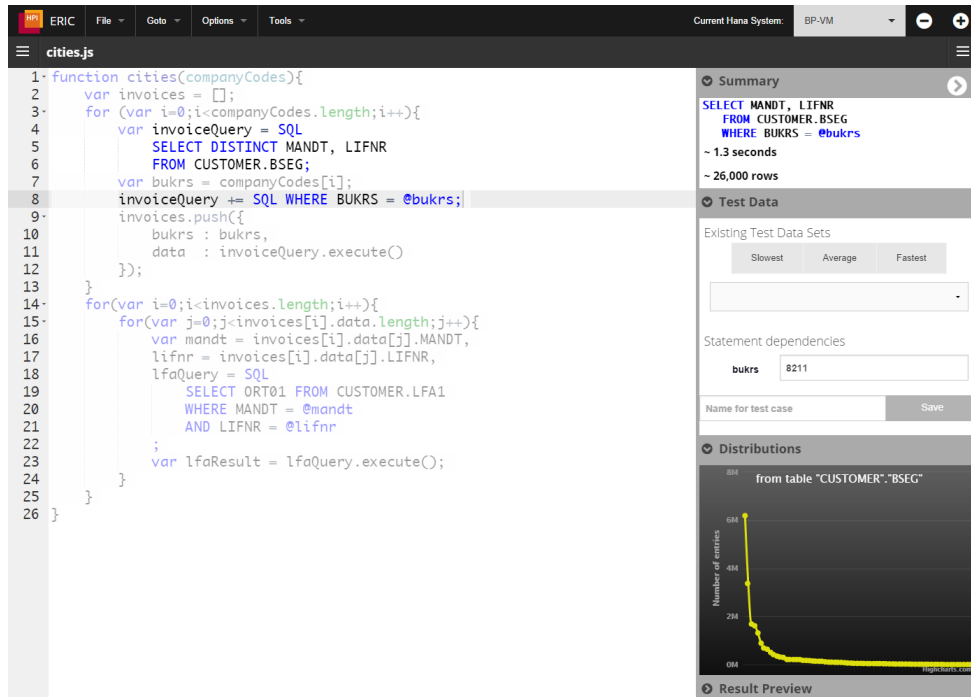 HPI ERIC File Goto Options Tools Current Hana System: BP-VM
cities.js
1 function cities(companyCodes){
2 var invoices = [];
3 for (var i=0;i<companyCodes.length;i++){
4 var invoiceQuery = SQL
5 SELECT DISTINCT MANDT, LIFNR
6 FROM CUSTOMER.BSEG;
7 var bukrs = companyCodes[i];
8 invoiceQuery += SQL WHERE BUKRS = @bukrs;
9 invoices.push({
10 bukrs : bukrs,
11 data : invoiceQuery.execute()
12 });
13 }
14 for(var i=0;i<invoices.length;i++){
15 for(var j=0;j<invoices[i].data.length;j++){
16 var mandt = invoices[i].data[j].MANDT,
17 lifnr = invoices[i].data[j].LIFNR,
18 lfaQuery = SQL
19 SELECT ORT01 FROM CUSTOMER.LFA1
20 WHERE MANDT = @mandt
21 AND LIFNR = @lifnr
22 ;
23 var lfaResult = lfaQuery.execute();
24 }
25 }
26 }
Summary
SELECT MANDT, LIFNR
FROM CUSTOMER.BSEG
WHERE BUKRS = @bukrs
~ 1.3 seconds
~ 26,000 rows
Test Data
Existing Test Data Sets
Slowest Average Fastest
Statement dependencies
bukrs 8211
Name for test case Save
Distributions
from table "CUSTOMER"."BSEG"
Number of entries
8M
6M
4M
2M
0M
Highcharts.com
Result Preview